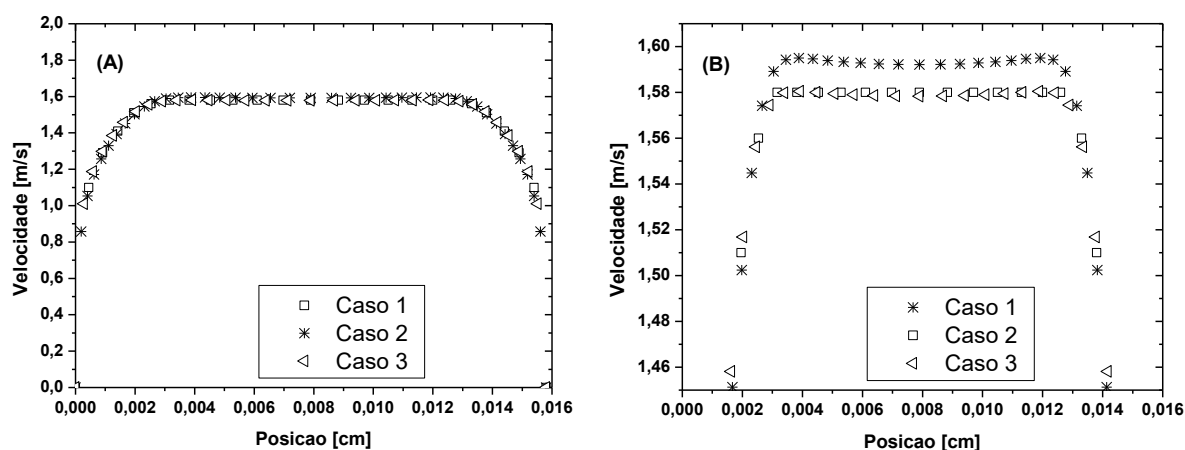 (A)
Velocidade [m/s]
2,0
1,8
1,6
1,4
1,2
1,0
0,8
0,6
0,4
0,2
0,0
Caso 1
Caso 2
Caso 3
0,000 0,002 0,004 0,006 0,008 0,010 0,012 0,014 0,016
Posicao [cm]
(B)
Velocidade [m/s]
1,60
1,58
1,56
1,54
1,52
1,50
1,48
1,46
Caso 1
Caso 2
Caso 3
0,000 0,002 0,004 0,006 0,008 0,010 0,012 0,014 0,016
Posicao [cm]